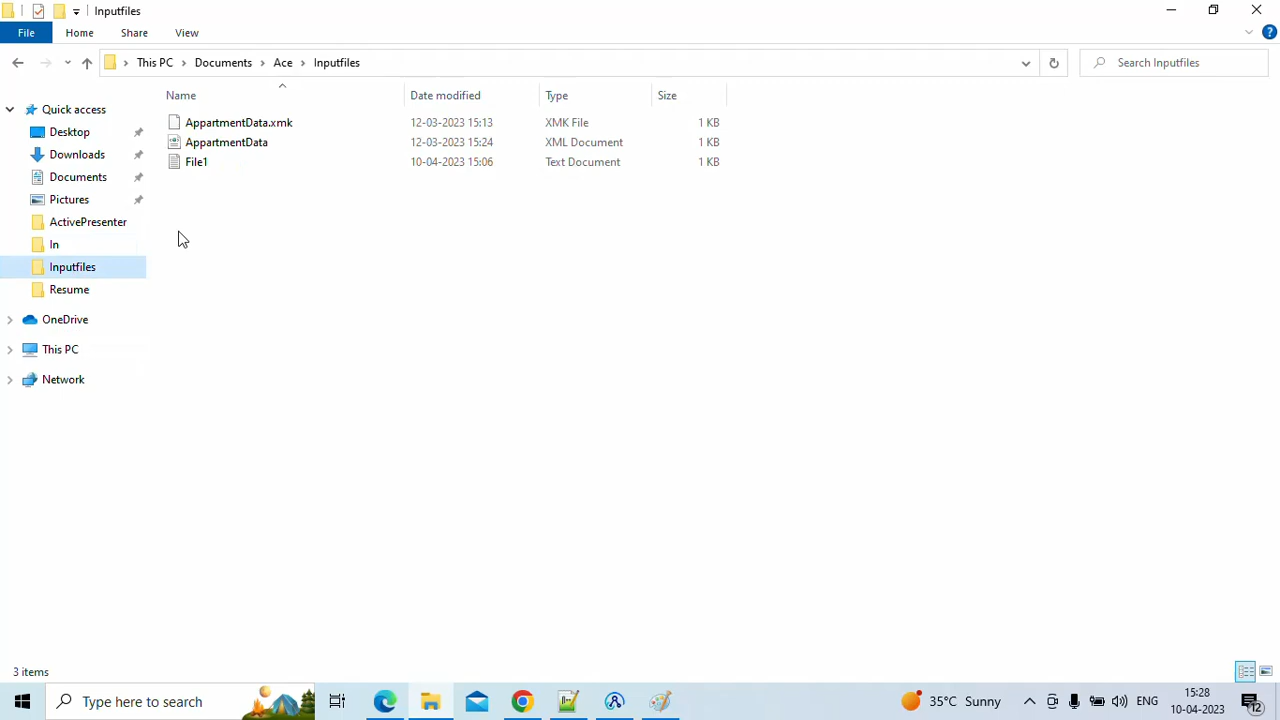 Inputfiles
File Home Share View
This PC Documents Ace Inputfiles
Search Inputfiles
Name Date modified Type Size
Quick access
AppartmentData.xmk 12-03-2023 15:13 XMK File 1 KB
Desktop
AppartmentData 12-03-2023 15:24 XML Document 1 KB
Downloads
File1 10-04-2023 15:06 Text Document 1 KB
Documents
Pictures
ActivePresenter
In
Inputfiles
Resume
OneDrive
This PC
Network
3 items
Type here to search
35°C Sunny
ENG
15:28
10-04-2023
12